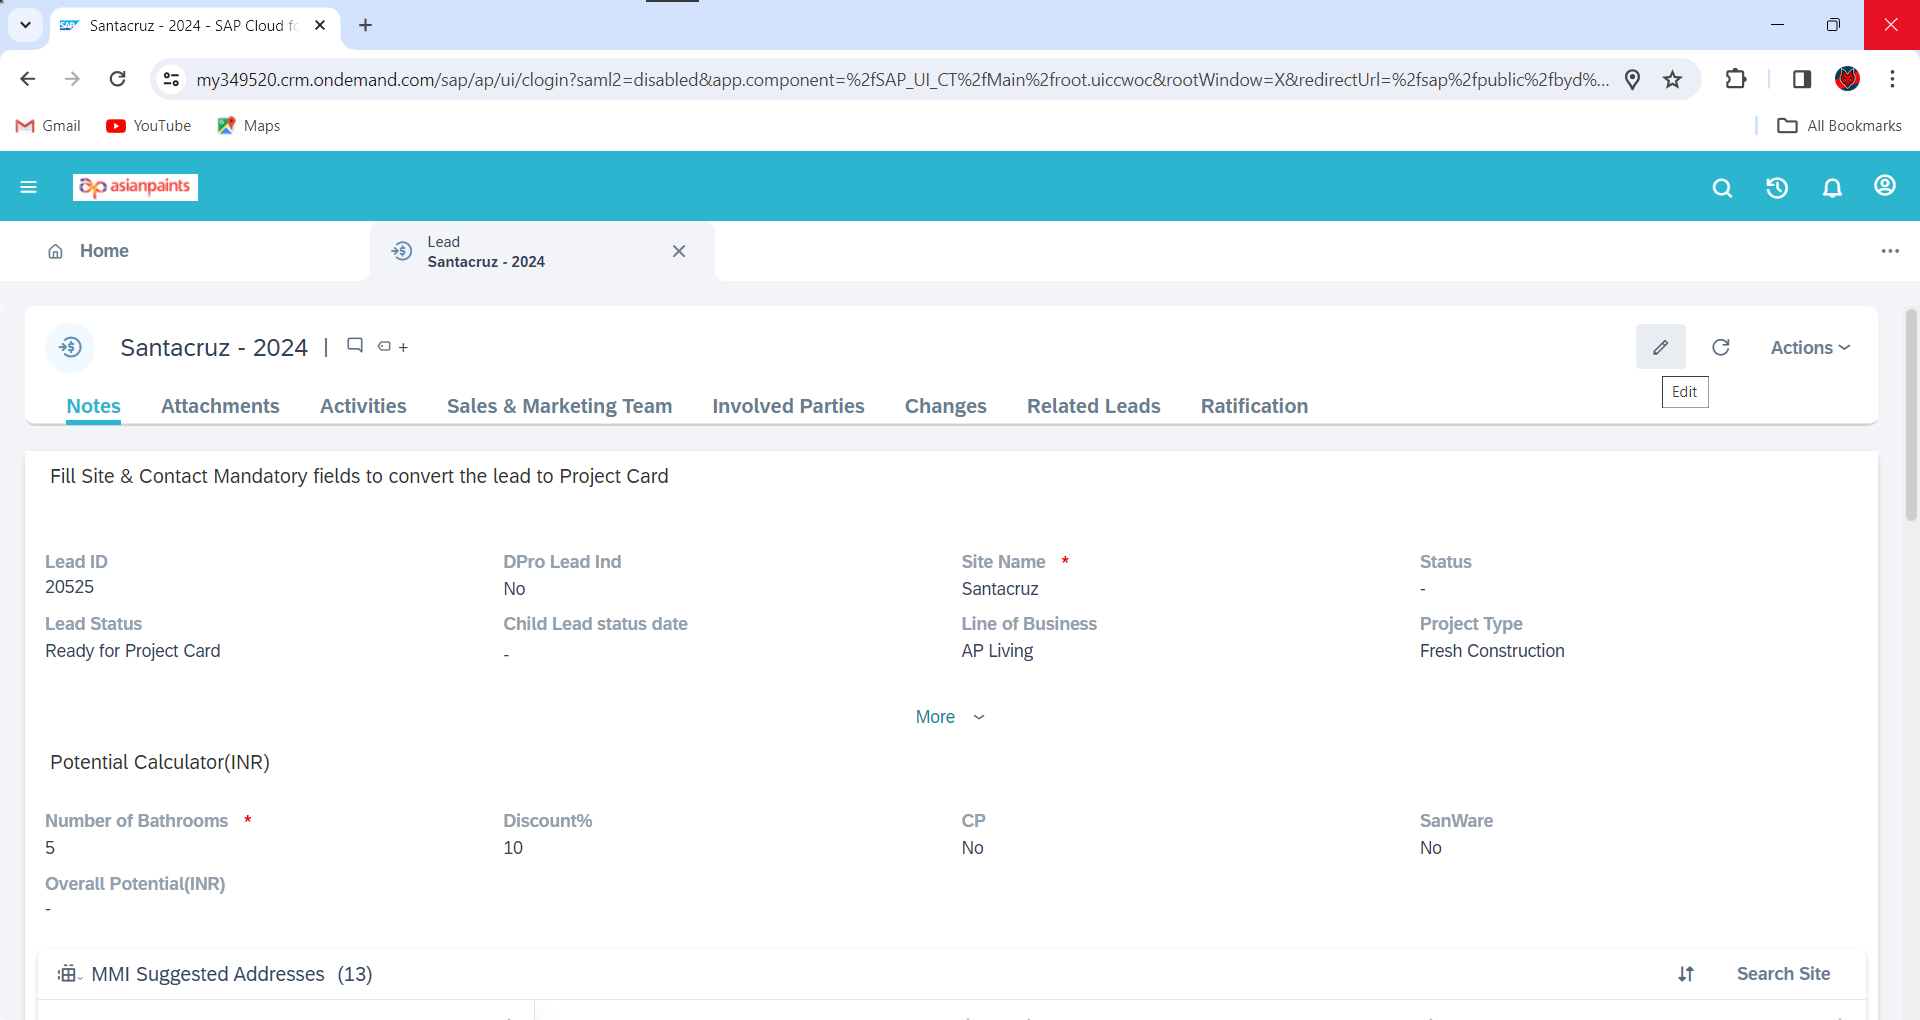 Santacruz - 2024 - SAP Cloud fo
my349520.crm.ondemand.com/sap/ap/ui/clogin?saml2=disabled&app.component=%2fSAP_UI_CT%2fMain%2froot.uiccwoc&rootWindow=X&redirectUrl=%2fsap%2fpublic%2fbyd%...
Gmail YouTube Maps All Bookmarks
asianpaints
Home
Lead
Santacruz - 2024
Santacruz - 2024
Actions
Edit
Notes Attachments Activities Sales & Marketing Team Involved Parties Changes Related Leads Ratification
Fill Site & Contact Mandatory fields to convert the lead to Project Card
Lead ID DPro Lead Ind Site Name * Status
20525 No Santacruz -
Lead Status Child Lead status date Line of Business Project Type
Ready for Project Card - AP Living Fresh Construction
More
Potential Calculator(INR)
Number of Bathrooms * Discount% CP SanWare
5 10 No No
Overall Potential(INR)
-
MMI Suggested Addresses (13) Search Site